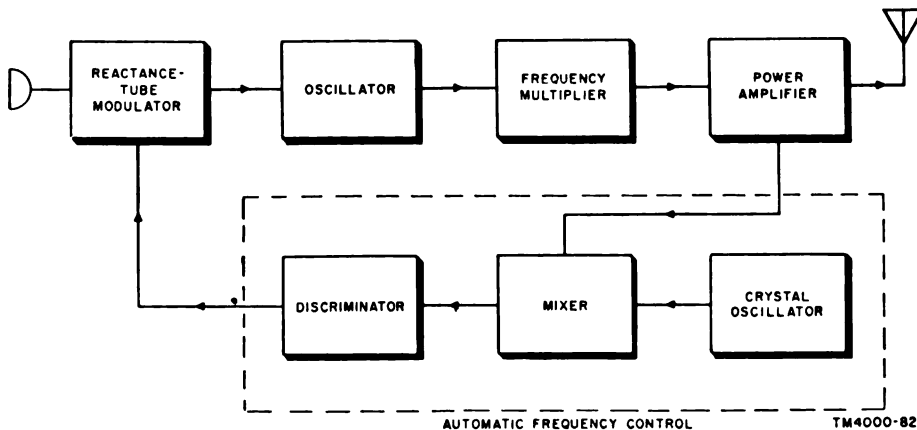 REACTANCE-
TUBE
MODULATOR
OSCILLATOR
FREQUENCY
MULTIPLIER
POWER
AMPLIFIER
DISCRIMINATOR
MIXER
CRYSTAL
OSCILLATOR
AUTOMATIC FREQUENCY CONTROL
TM4000-82